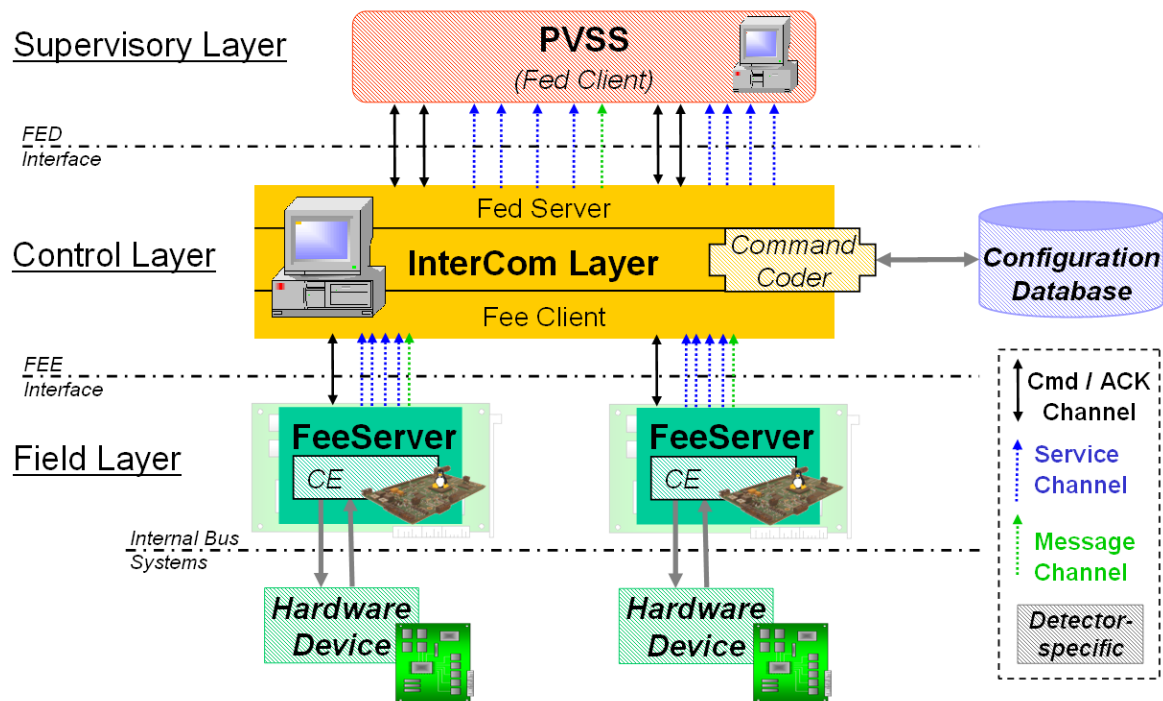 Supervisory Layer
PVSS
(Fed Client)
FED
Interface
Fed Server
Control Layer
InterCom Layer
Command
Coder
Configuration
Database
Fee Client
FEE
Interface
Cmd / ACK
Channel
Field Layer
FeeServer
CE
FeeServer
CE
Service
Channel
Internal Bus
Systems
Message
Channel
Hardware
Device
Hardware
Device
Detector-
specific